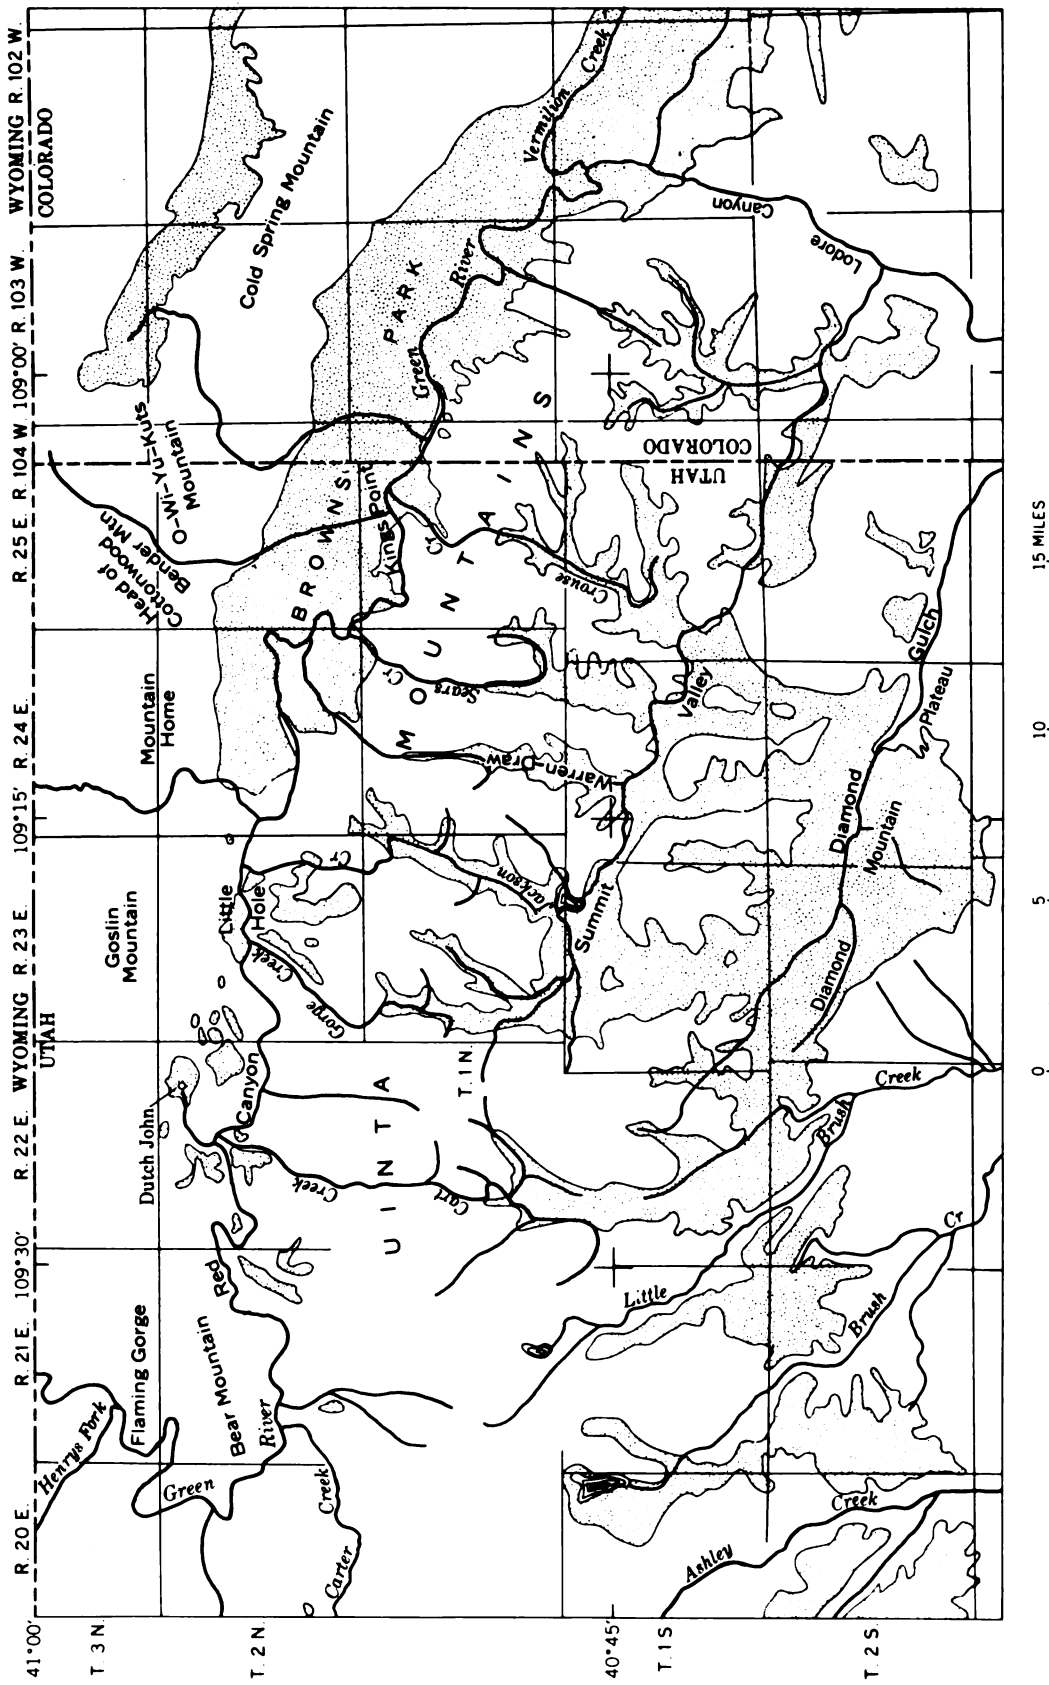 R. 20 E. R. 21 E. 109°30' R. 22 E. WYOMING R. 23 E. 109°15' R. 24 E. R. 25 E. R. 104 W. 109°00' R. 103 W. WYOMING R. 102 W.
UTAH
COLORADO
41°00'
T. 3 N.
T. 2 N.
40°45'
T. 1 S.
T. 2 S.
Henrys Fork
Flaming Gorge
Green
River
Bear Mountain
Red
Canyon
Dutch John
Goslin
Mountain
Little
Hole
Mountain
Home
Head of
Cottonwood
Bender Mtn
O-Wi-Yu-Kuts
Mountain
Cold Spring Mountain
BROWNS
PARK
Kings Point
Green
River
Vermilion
Creek
Carter
Creek
Cart
Creek
Gorge
Creek
Jackson
Cr
Warren Draw
Sears
Cr
Crouse
Cr
UINTA
MOUNTAINS
T. 1 N.
Summit
Valley
UTAH
COLORADO
Canyon
Lodore
Ashley
Creek
Brush
Cr
Little
Brush
Creek
Diamond
Mountain
Plateau
Diamond
Gulch
0 5 10 15 MILES